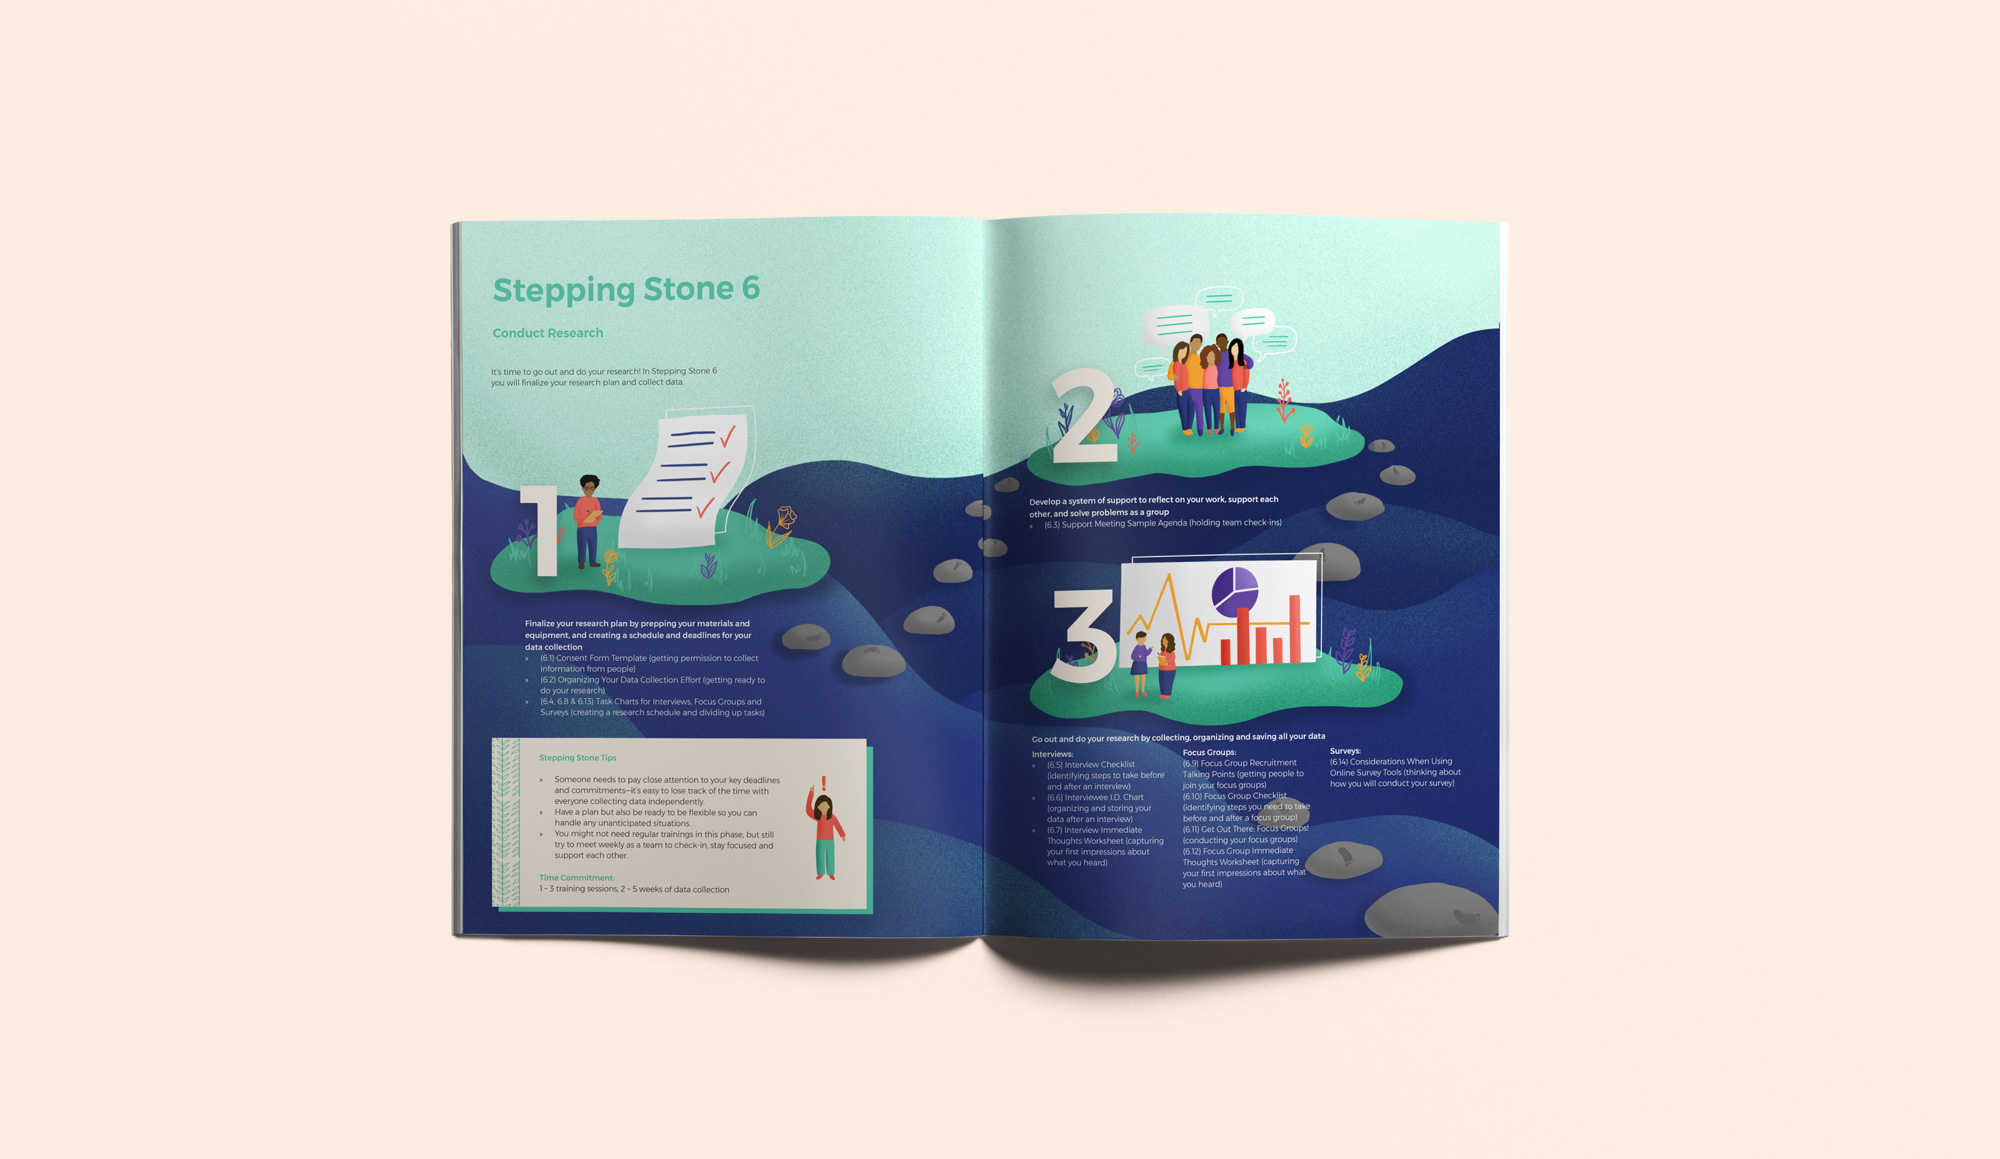 Stepping Stone 6
Conduct Research
It's time to go out and do your research! In Stepping Stone 6
you will finalize your research plan and collect data.
1
Finalize your research plan by prepping your materials and
equipment, and creating a schedule and deadlines for your
data collection
» (6.1) Consent Form Template (getting permission to collect
information from people)
» (6.2) Organizing Your Data Collection Effort (getting ready to
do your research)
» (6.4, 6.8 & 6.13) Task Charts for Interviews, Focus Groups and
Surveys (creating a research schedule and dividing up tasks)
Stepping Stone Tips
» Someone needs to pay close attention to your key deadlines
and commitments—it's easy to lose track of the time with
everyone collecting data independently.
» Have a plan but also be ready to be flexible so you can
handle any unanticipated situations.
» You might not need regular trainings in this phase, but still
try to meet weekly as a team to check-in, stay focused and
support each other.
Time Commitment:
1 – 3 training sessions, 2 – 5 weeks of data collection
2
Develop a system of support to reflect on your work, support each
other, and solve problems as a group
» (6.3) Support Meeting Sample Agenda (holding team check-ins)
3
Go out and do your research by collecting, organizing and saving all your data
Interviews:
» (6.5) Interview Checklist
(identifying steps to take before
and after an interview)
» (6.6) Interviewee I.D. Chart
(organizing and storing your
data after an interview)
» (6.7) Interview Immediate
Thoughts Worksheet (capturing
your first impressions about
what you heard)
Focus Groups:
(6.9) Focus Group Recruitment
Talking Points (getting people to
join your focus groups)
(6.10) Focus Group Checklist
(identifying steps you need to take
before and after a focus group)
(6.11) Get Out There: Focus Groups!
(conducting your focus groups)
(6.12) Focus Group Immediate
Thoughts Worksheet (capturing
your first impressions about what
you heard)
Surveys:
(6.14) Considerations When Using
Online Survey Tools (thinking about
how you will conduct your survey)